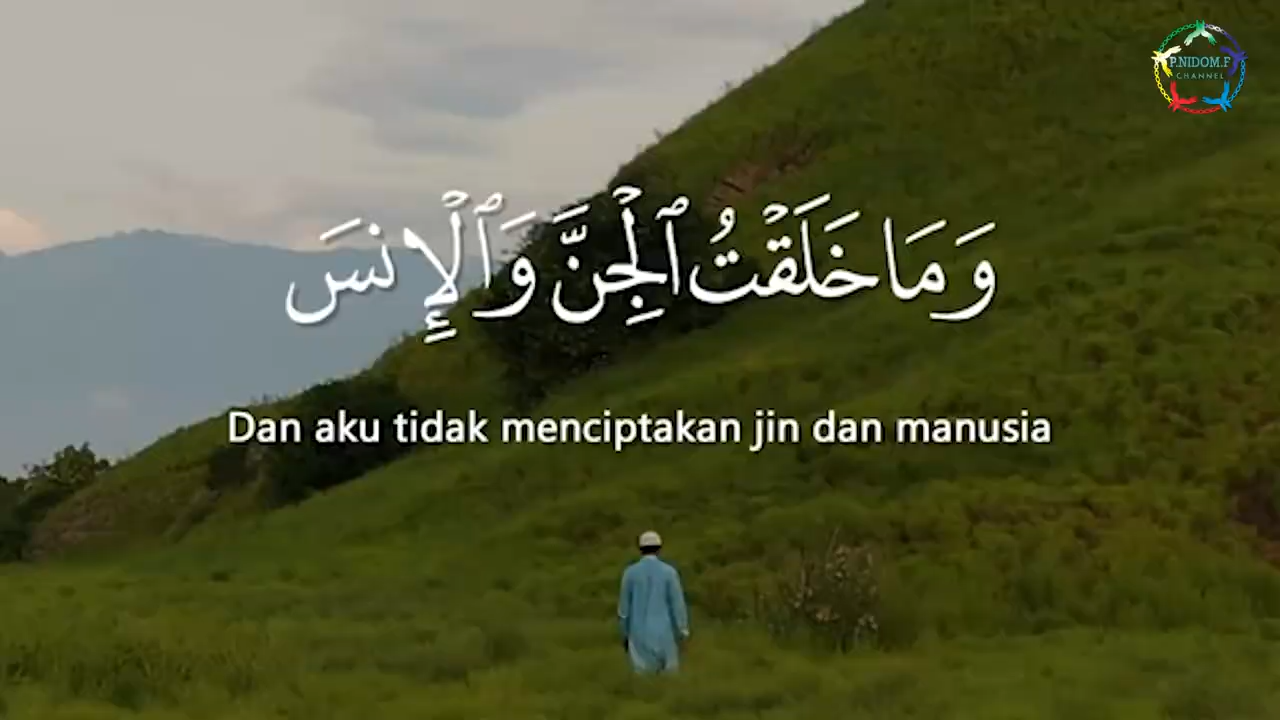 P.NIDOM.F
CHANNEL
وَمَا خَلَقْتُ ٱلْجِنَّ وَٱلْإِنسَ
Dan aku tidak menciptakan jin dan manusia